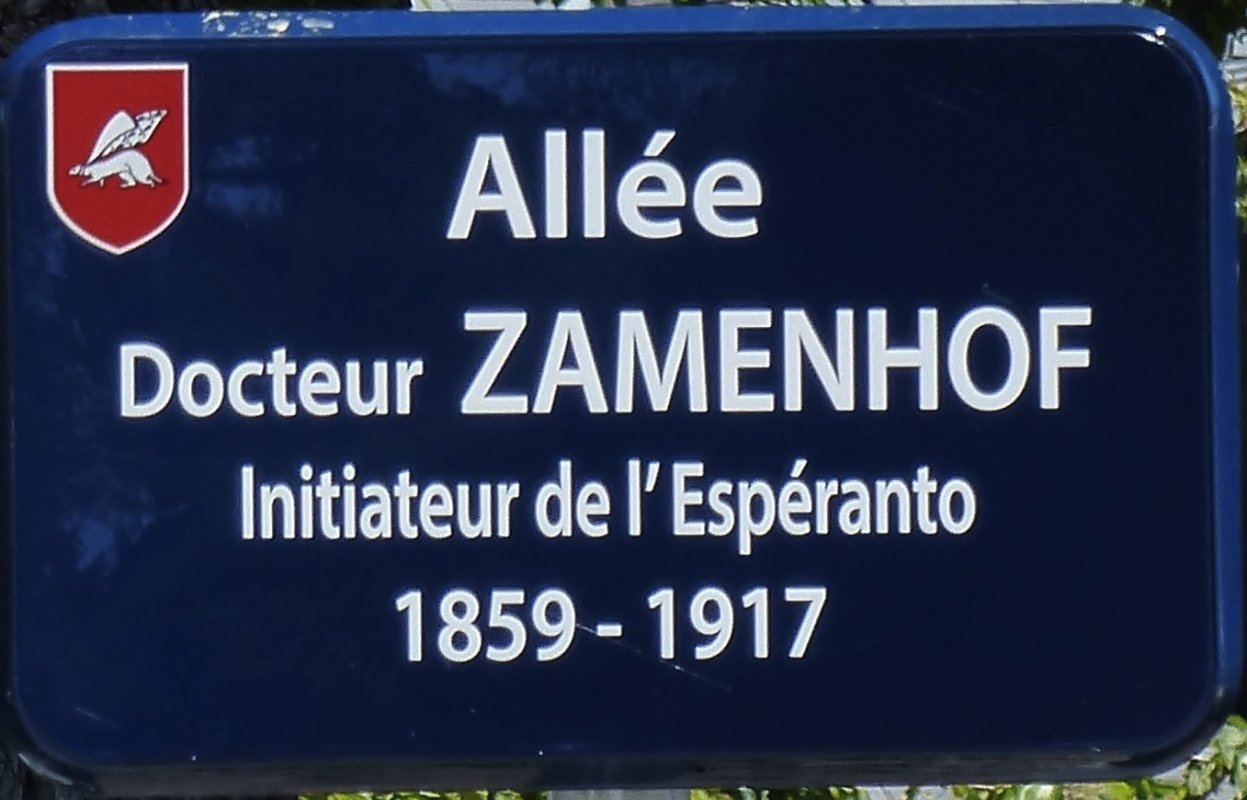 Allée
Docteur ZAMENHOF
Initiateur de l' Espéranto
1859 - 1917